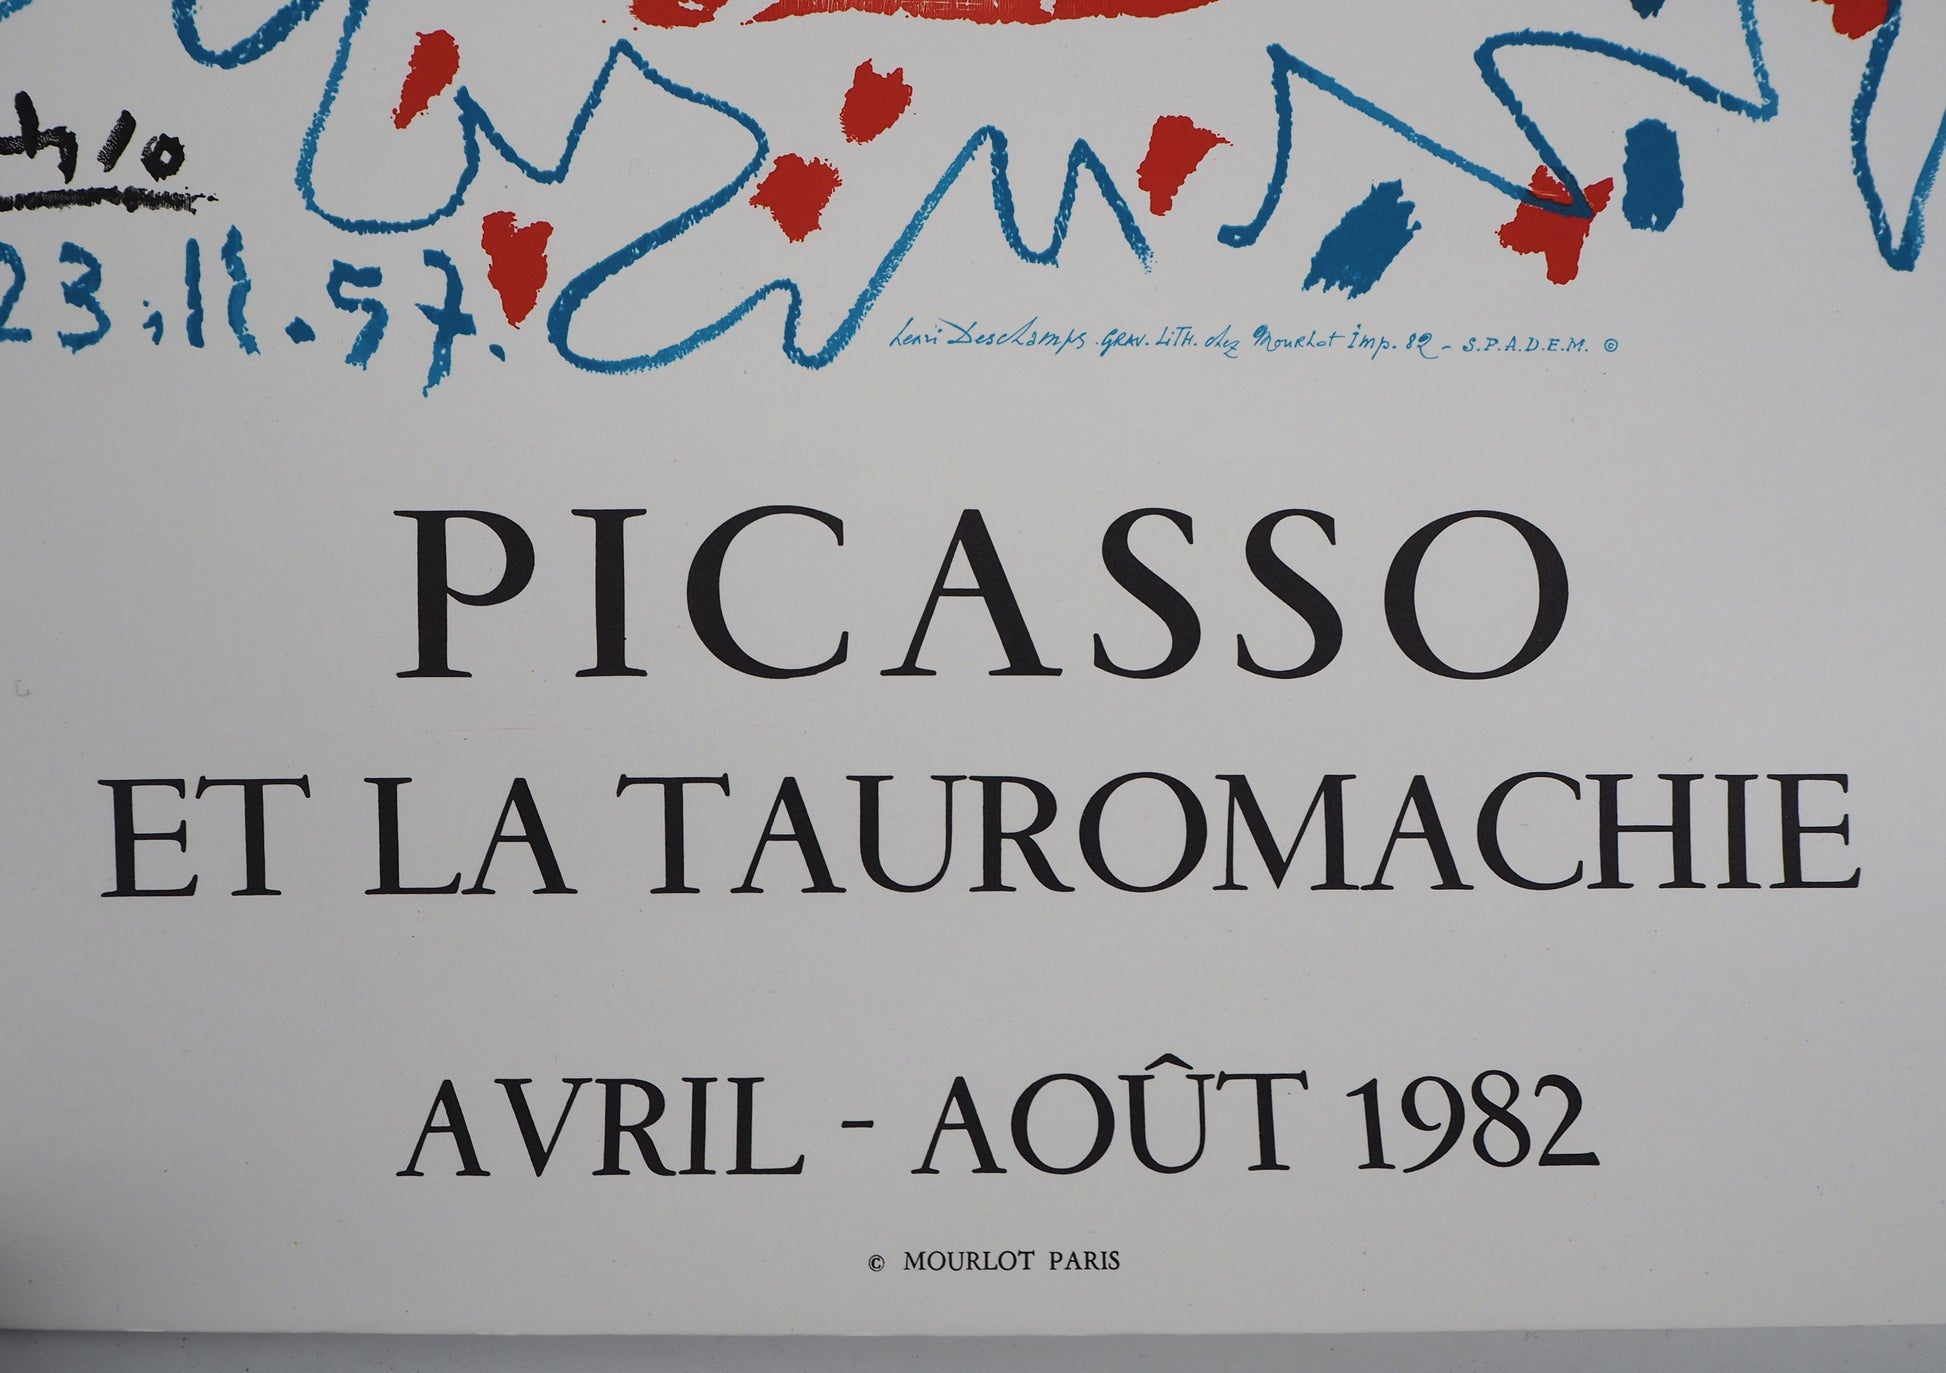 23.11.57.
Henri Deschamps. GRAV. LITH. chez Mourlot Imp. 82 - S.P.A.D.E.M. ©
PICASSO
ET LA TAUROMACHIE
AVRIL - AOÛT 1982
© MOURLOT PARIS